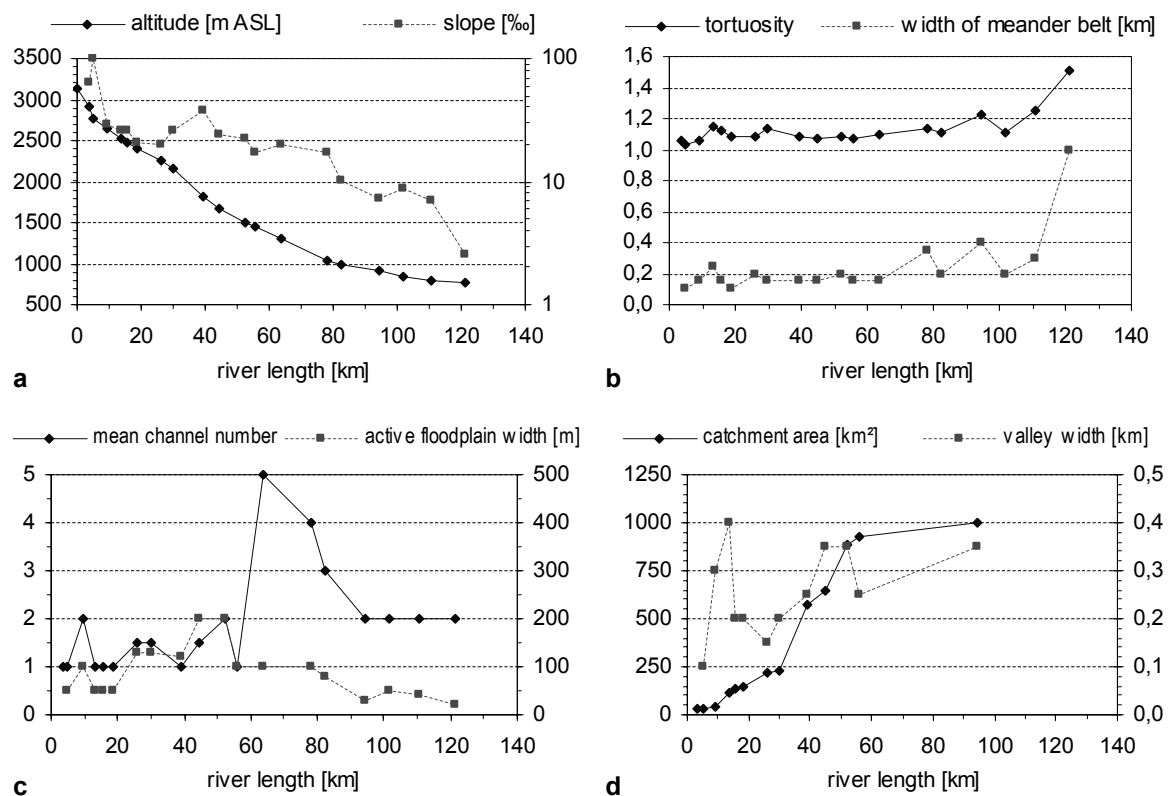 altitude [m ASL] slope [‰]
3500
3000
2500
2000
1500
1000
500
100
10
1
0 20 40 60 80 100 120 140
river length [km]
a
tortuosity width of meander belt [km]
1,6
1,4
1,2
1,0
0,8
0,6
0,4
0,2
0,0
0 20 40 60 80 100 120 140
river length [km]
b
mean channel number active floodplain width [m]
5
4
3
2
1
0
500
400
300
200
100
0
0 20 40 60 80 100 120 140
river length [km]
c
catchment area [km²] valley width [km]
1250
1000
750
500
250
0
0,5
0,4
0,3
0,2
0,1
0,0
0 20 40 60 80 100 120 140
river length [km]
d